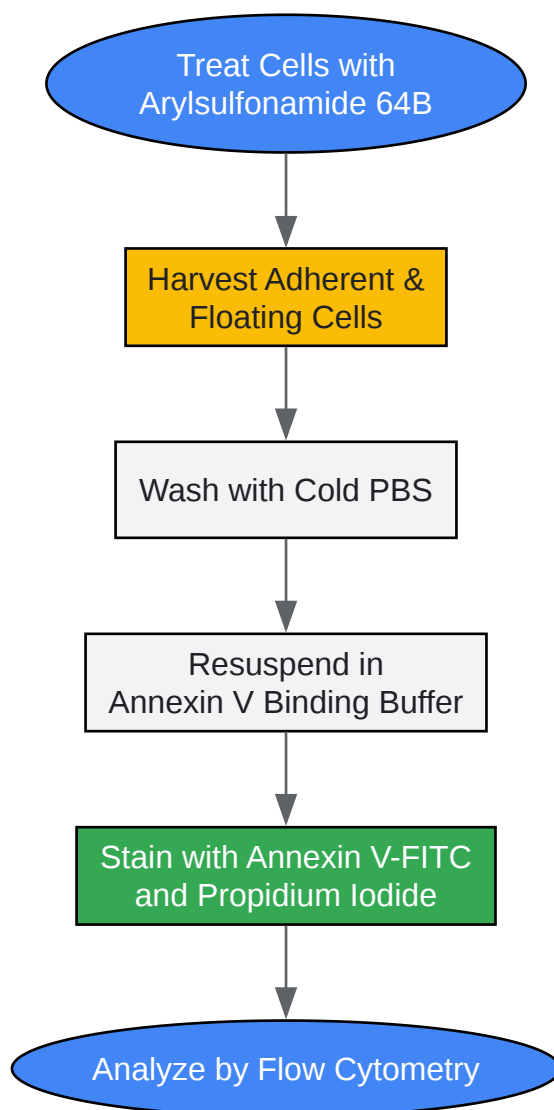 Treat Cells with
Arylsulfonamide 64B
Harvest Adherent &
Floating Cells
Wash with Cold PBS
Resuspend in
Annexin V Binding Buffer
Stain with Annexin V-FITC
and Propidium Iodide
Analyze by Flow Cytometry